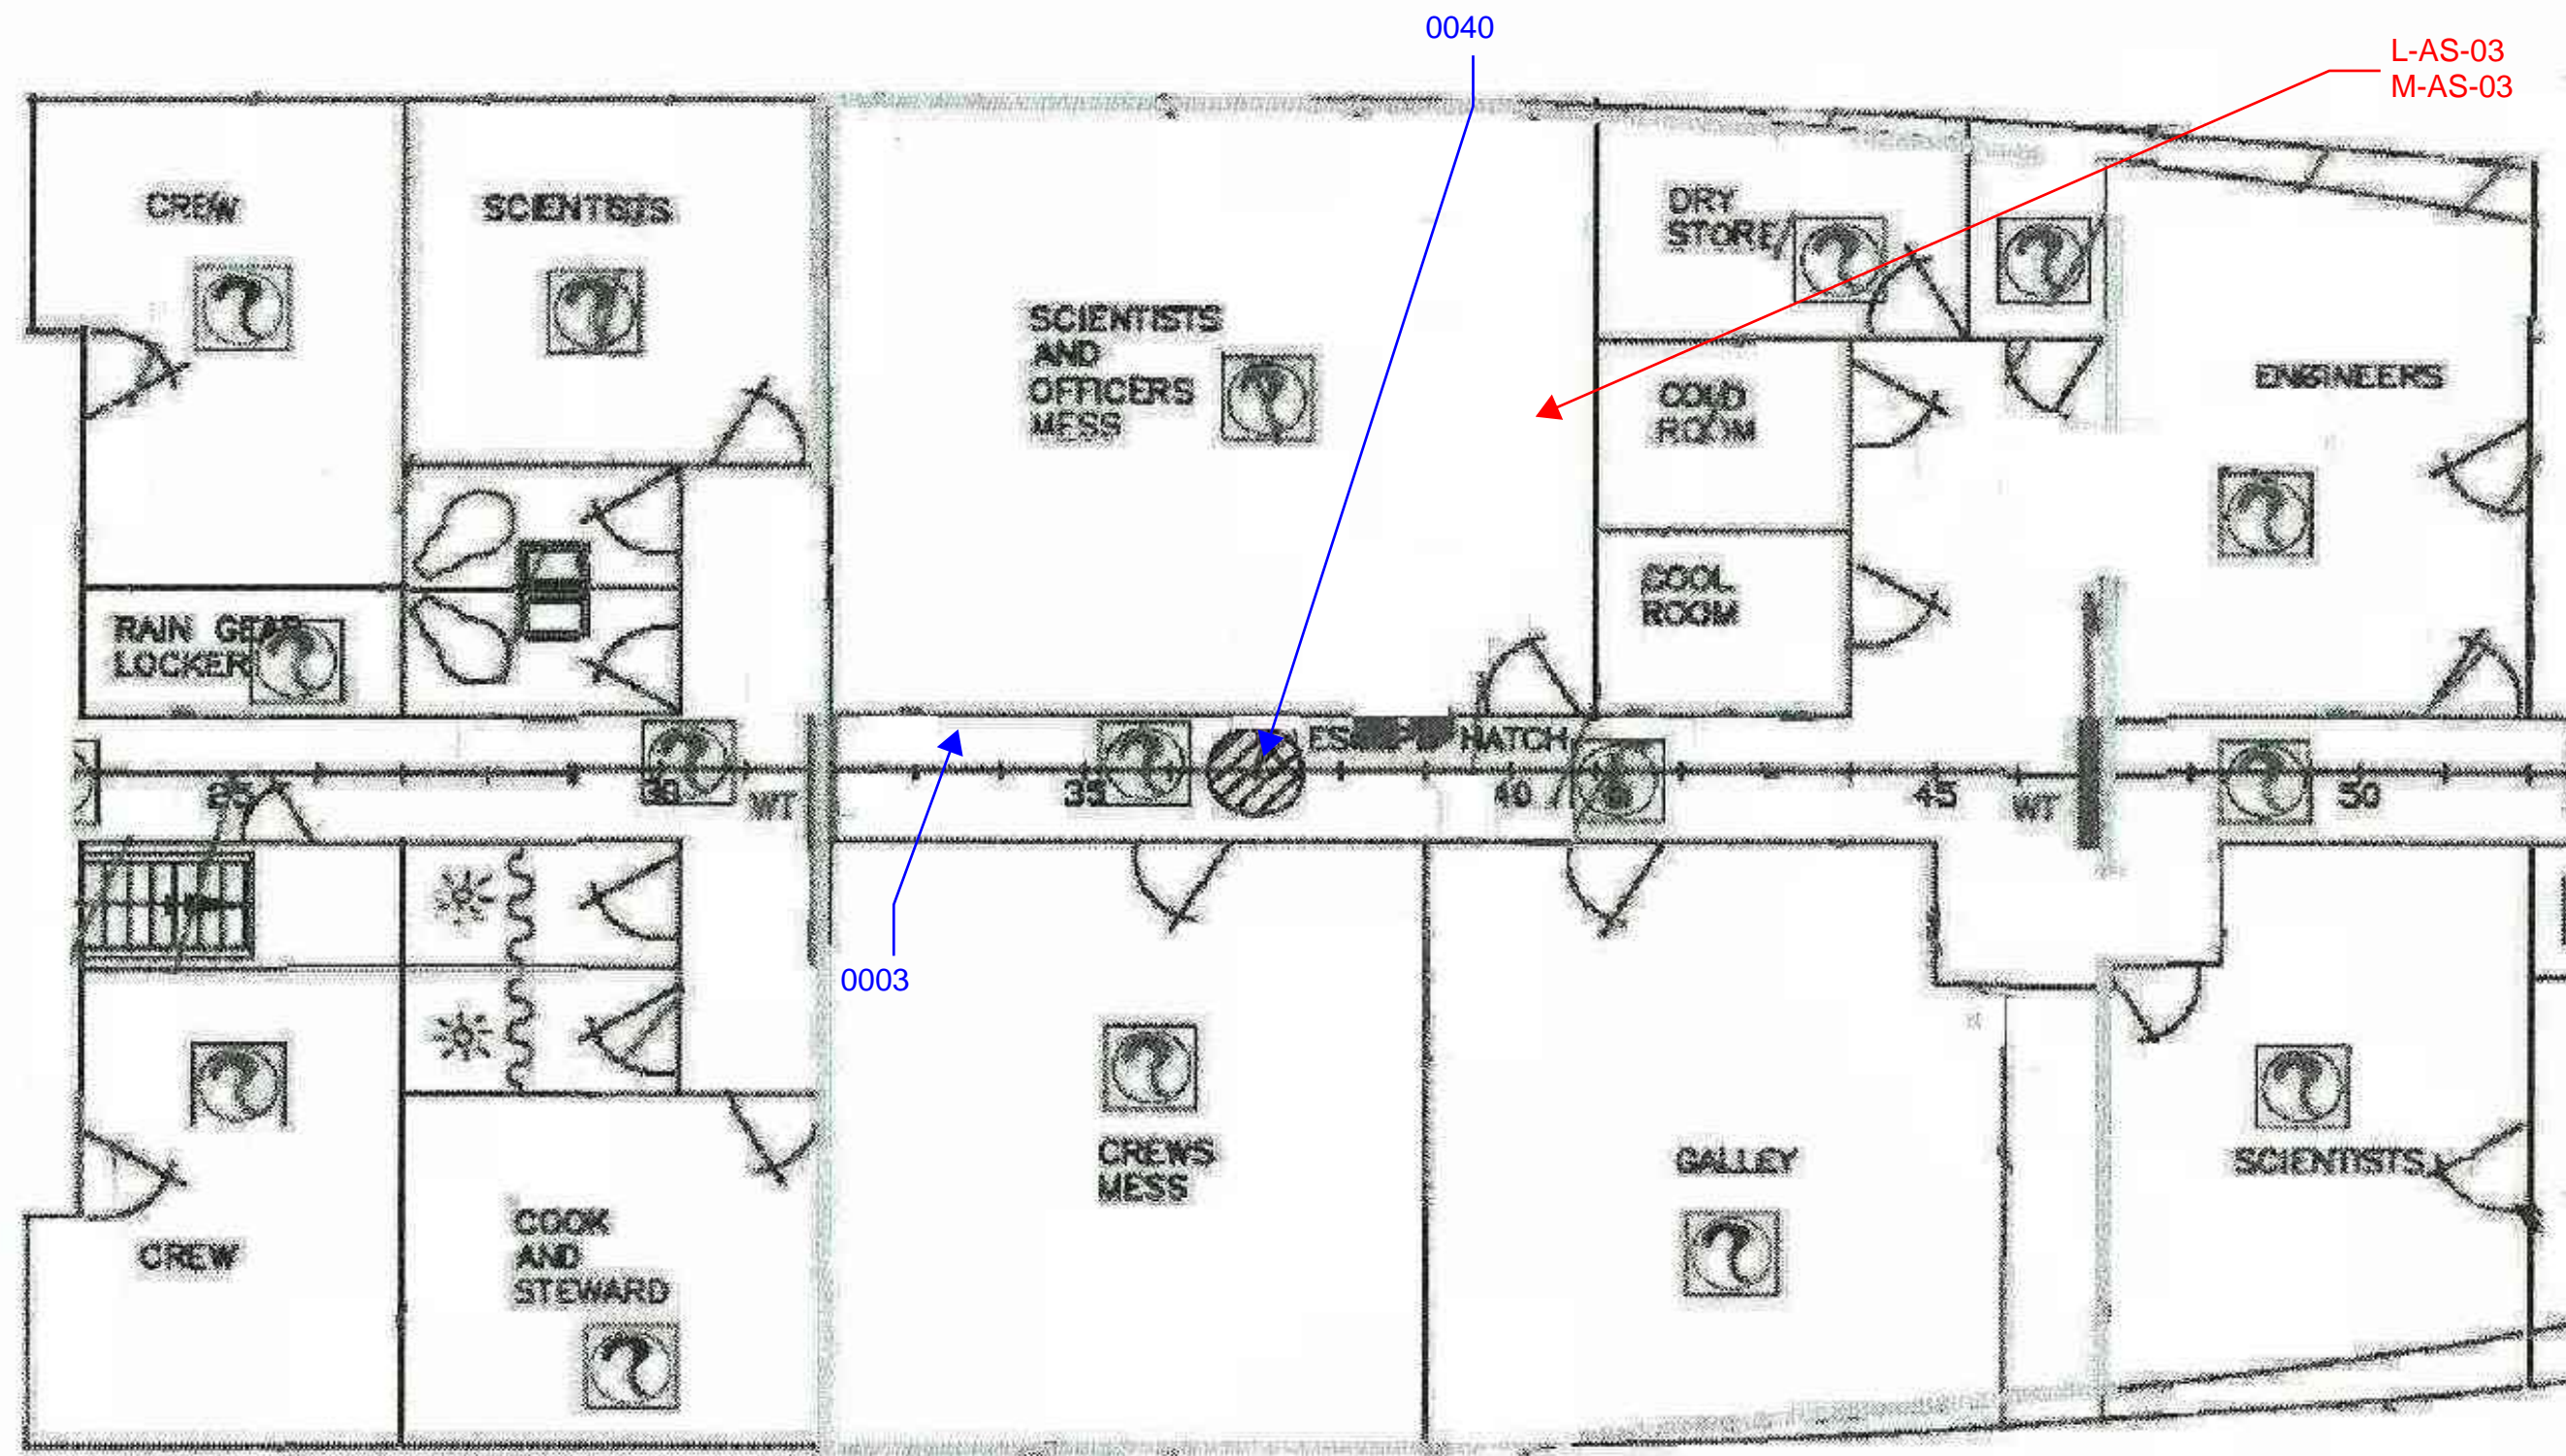 0040
L-AS-03
M-AS-03
CREW
SCIENTISTS
DRY
STORE
SCIENTISTS
AND
OFFICERS
MESS
COLD
ROOM
ENGINEERS
COOL
ROOM
RAIN GEAR
LOCKER
ESCAPE HATCH
25
30
WT
35
40
45
WT
50
0003
CREWS
MESS
GALLEY
SCIENTISTS
COOK
AND
STEWARD
CREW